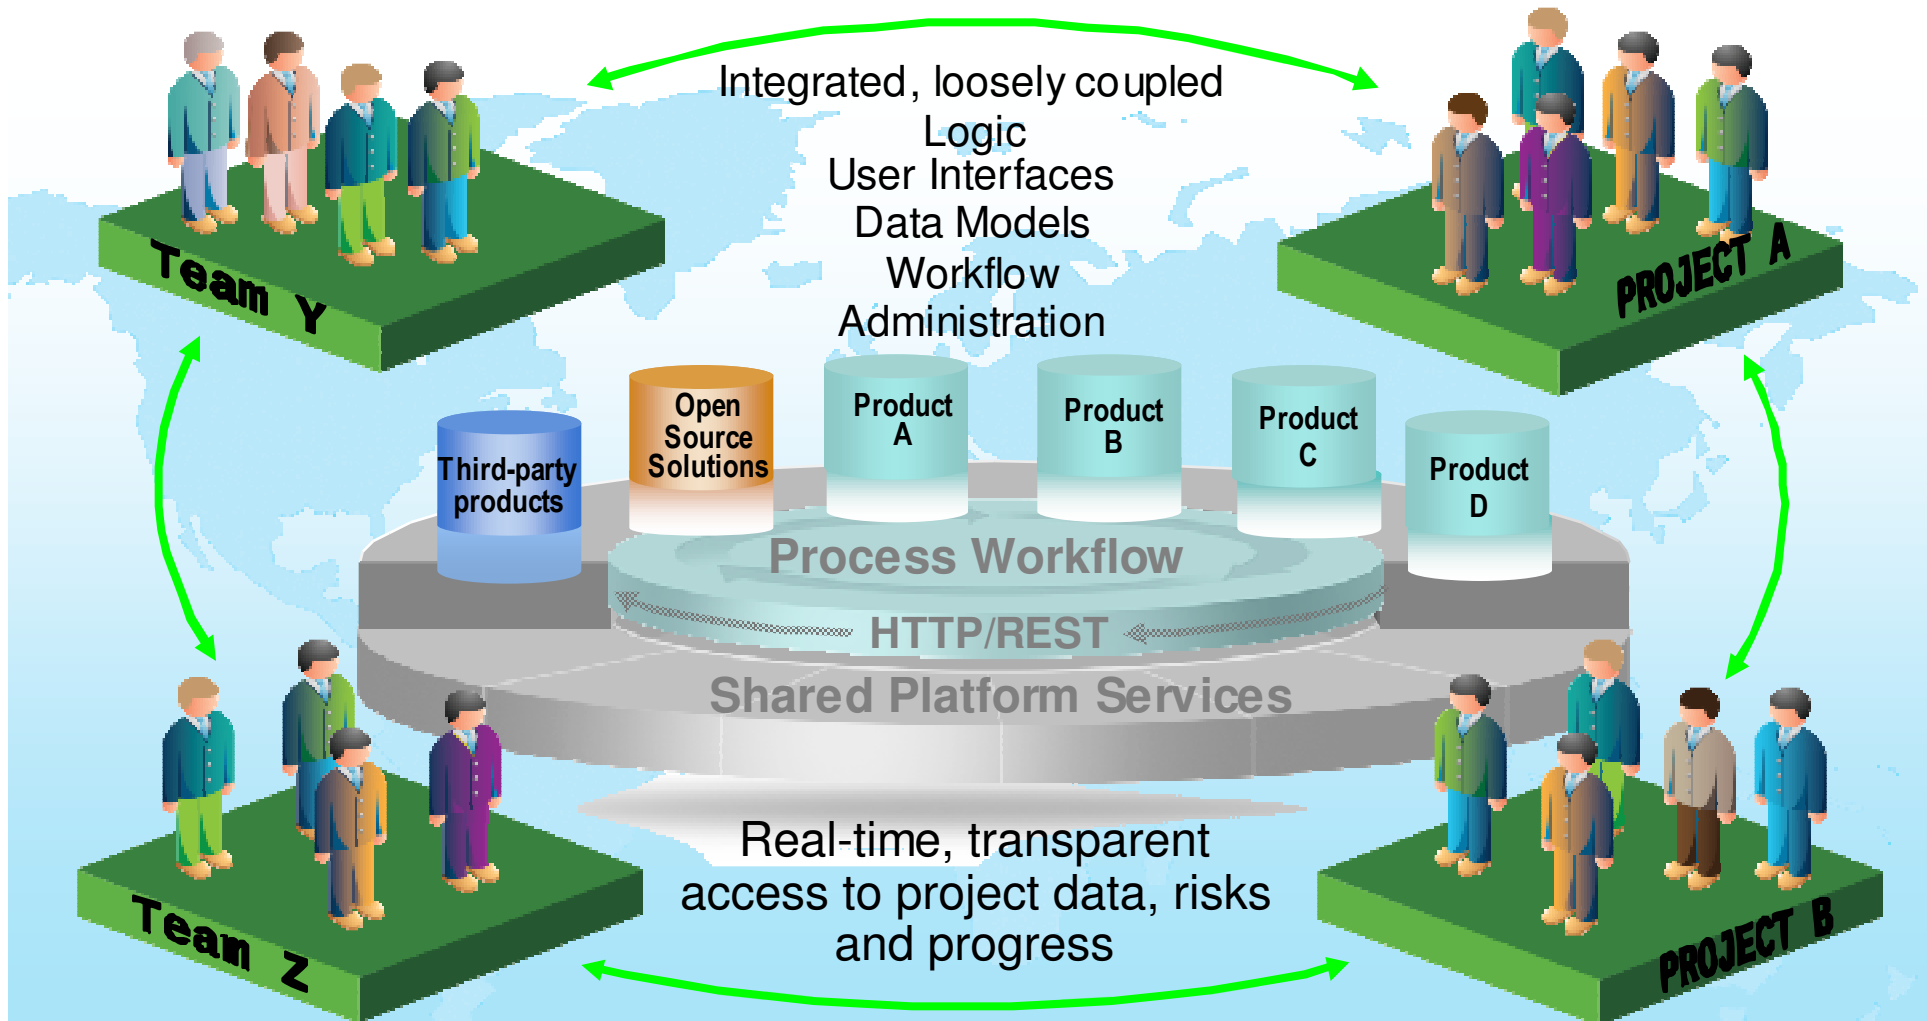 Integrated, loosely coupled
Logic
User Interfaces
Data Models
Workflow
Administration
Team Y
PROJECT A
Third-party
products
Open
Source
Solutions
Product
A
Product
B
Product
C
Product
D
Process Workflow
HTTP/REST
Shared Platform Services
Real-time, transparent
access to project data, risks
and progress
Team Z
PROJECT B